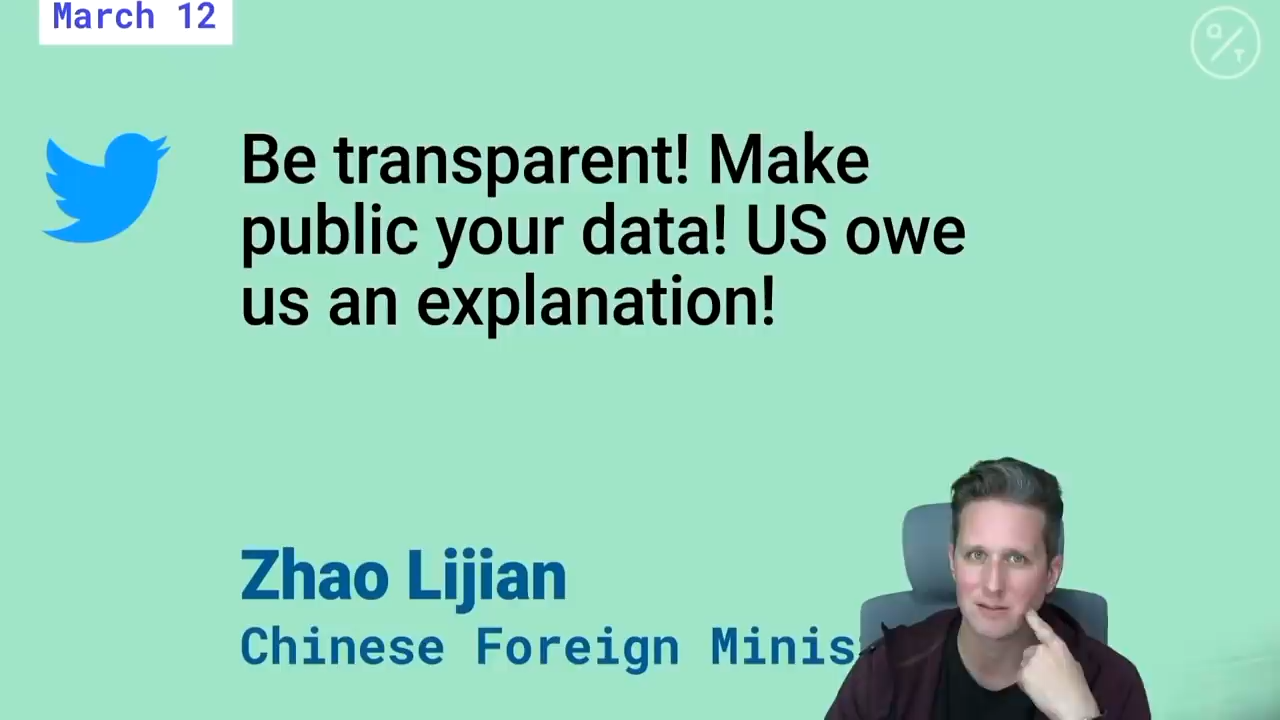 March 12
Be transparent! Make
public your data! US owe
us an explanation!
Zhao Lijian
Chinese Foreign Minis